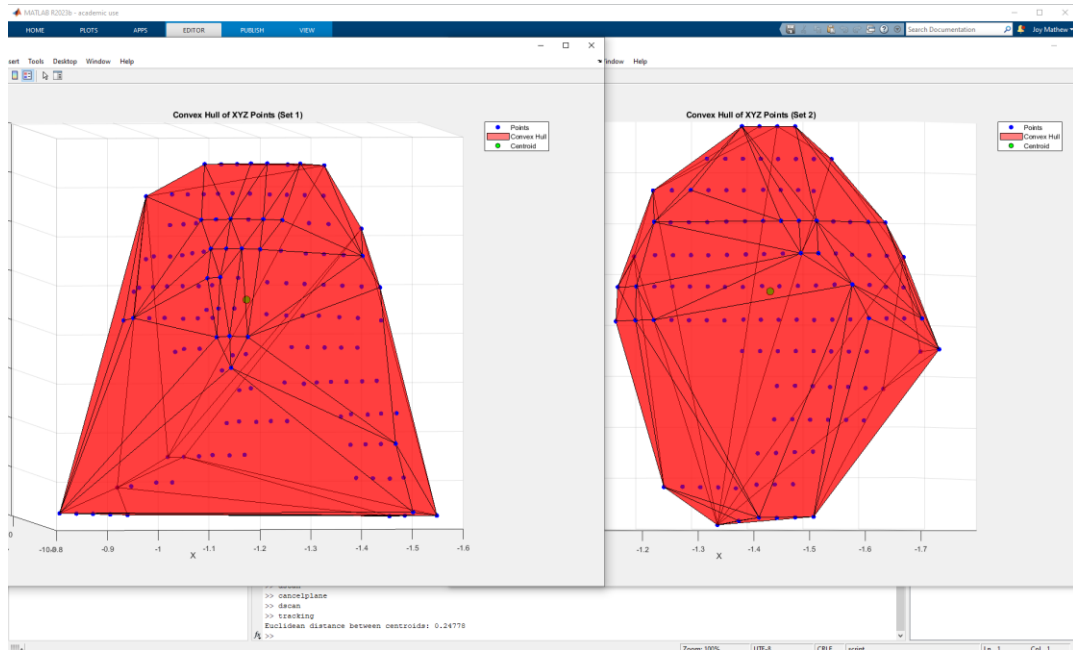 MATLAB R2023b - academic use
HOME PLOTS APPS EDITOR PUBLISH VIEW
Search Documentation
Joy Mathew
sert Tools Desktop Window Help
indow Help
Convex Hull of XYZ Points (Set 1)
Points
Convex Hull
Centroid
-0.8 -0.9 -1 -1.1 -1.2 -1.3 -1.4 -1.5 -1.6
X
Convex Hull of XYZ Points (Set 2)
Points
Convex Hull
Centroid
-1.2 -1.3 -1.4 -1.5 -1.6 -1.7
X
>> cancelplane
>> dscan
>> tracking
Euclidean distance between centroids: 0.24778
fx >>
Zoom: 100% UTF-8 CRLF script Ln 1 Col 1